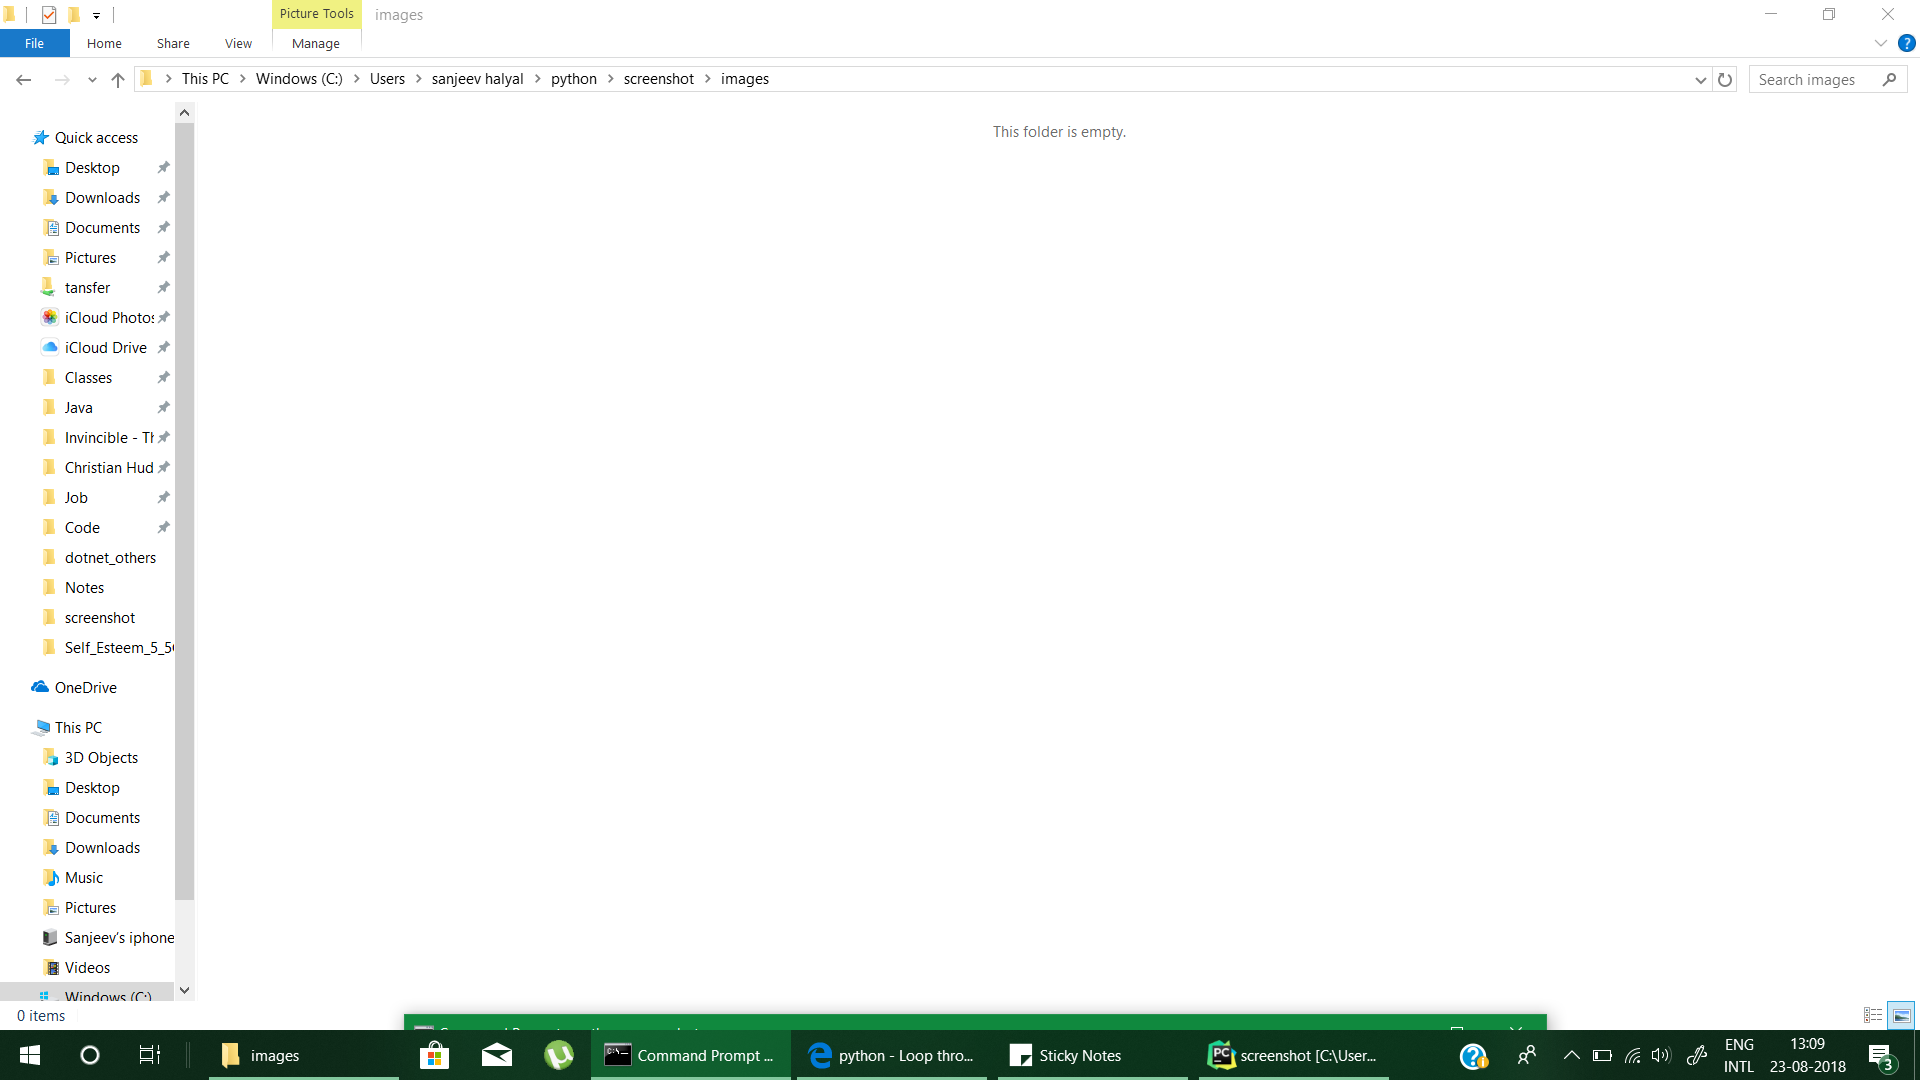 Picture Tools
images
File
Home
Share
View
Manage
?
This PC
Windows (C:)
Users
sanjeev halyal
python
screenshot
images
Search images
Quick access
Desktop
Downloads
Documents
Pictures
tansfer
iCloud Photos
iCloud Drive
Classes
Java
Invincible - Th
Christian Hud
Job
Code
dotnet_others
Notes
screenshot
Self_Esteem_5_5
OneDrive
This PC
3D Objects
Desktop
Documents
Downloads
Music
Pictures
Sanjeev's iphone
Videos
Windows (C:)
This folder is empty.
0 items
images
C:\
Command Prompt ...
python - Loop thro...
Sticky Notes
PC
screenshot [C:\User...
?
ENG
INTL
13:09
23-08-2018
3